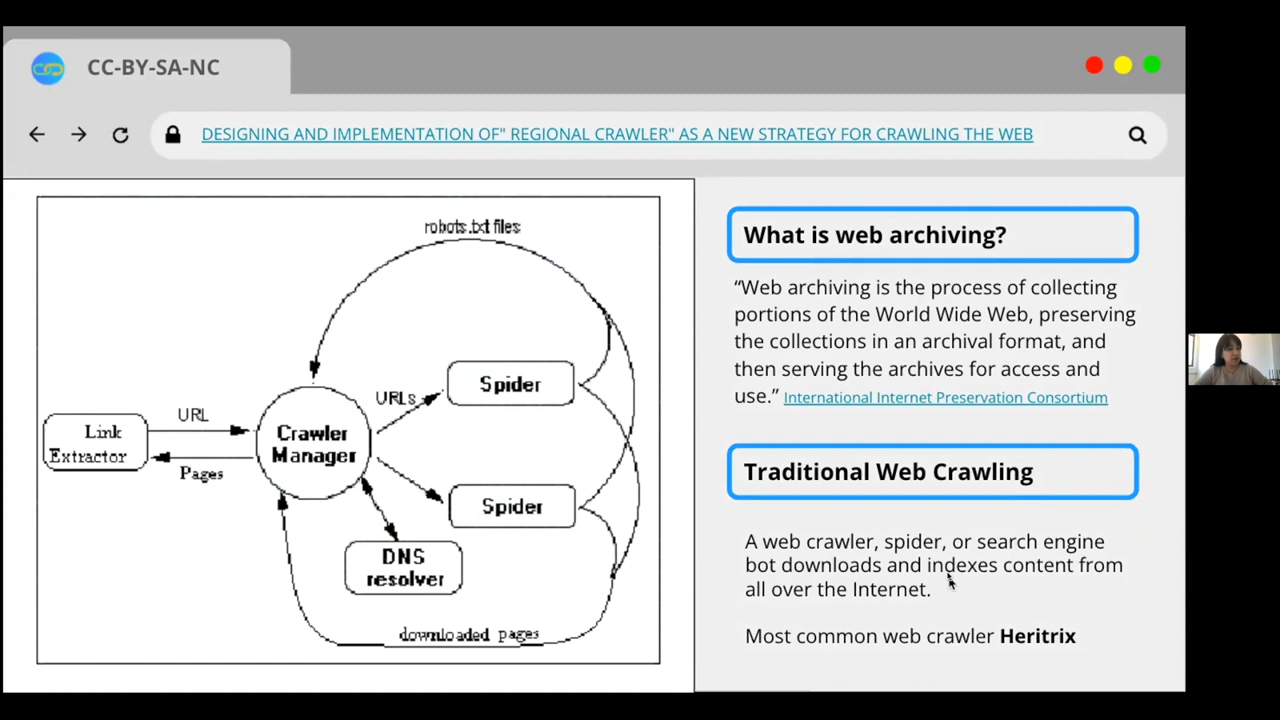 CC-BY-SA-NC
DESIGNING AND IMPLEMENTATION OF" REGIONAL CRAWLER" AS A NEW STRATEGY FOR CRAWLING THE WEB
robots.txt files
Spider
URLs
URL
Link
Extractor
Crawler
Manager
Pages
Spider
DNS
resolver
downloaded pages
What is web archiving?
“Web archiving is the process of collecting
portions of the World Wide Web, preserving
the collections in an archival format, and
then serving the archives for access and
use.” International Internet Preservation Consortium
Traditional Web Crawling
A web crawler, spider, or search engine
bot downloads and indexes content from
all over the Internet.
Most common web crawler Heritrix